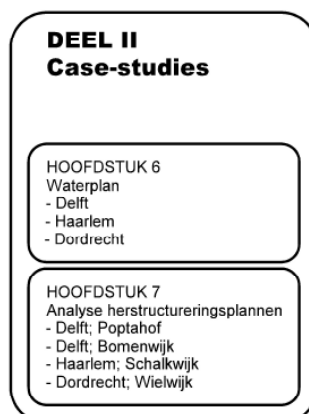 DEEL II
Case-studies
HOOFDSTUK 6
Waterplan
- Delft
- Haarlem
- Dordrecht
HOOFDSTUK 7
Analyse herstructureringsplannen
- Delft; Poptahof
- Delft; Bomenwijk
- Haarlem; Schalkwijk
- Dordrecht; Wielwijk